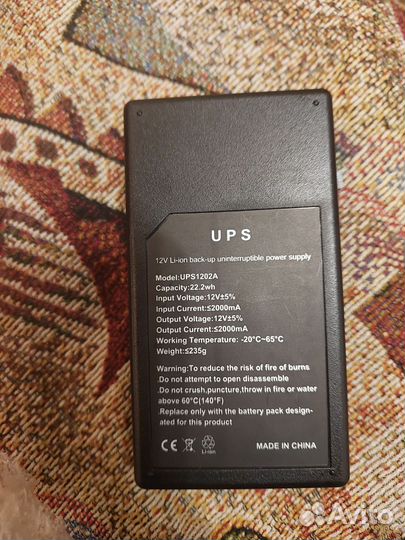 UPS
12V Li-ion back-up uninterruptible power supply
Model:UPS1202A
Capacity:22.2wh
Input Voltage:12V±5%
Input Current:≤2000mA
Output Voltage:12V±5%
Output Current:≤2000mA
Working Temperature: -20°C~65°C
Weight:≤235g
Warning:To reduce the risk of fire of burns
.Do not attempt to open disassemble
.Do not crush,puncture,throw in fire or water
above 60°C(140°F)
.Replace only with the battery pack design-
ated for this product
CE Li-ion MADE IN CHINA
Avito